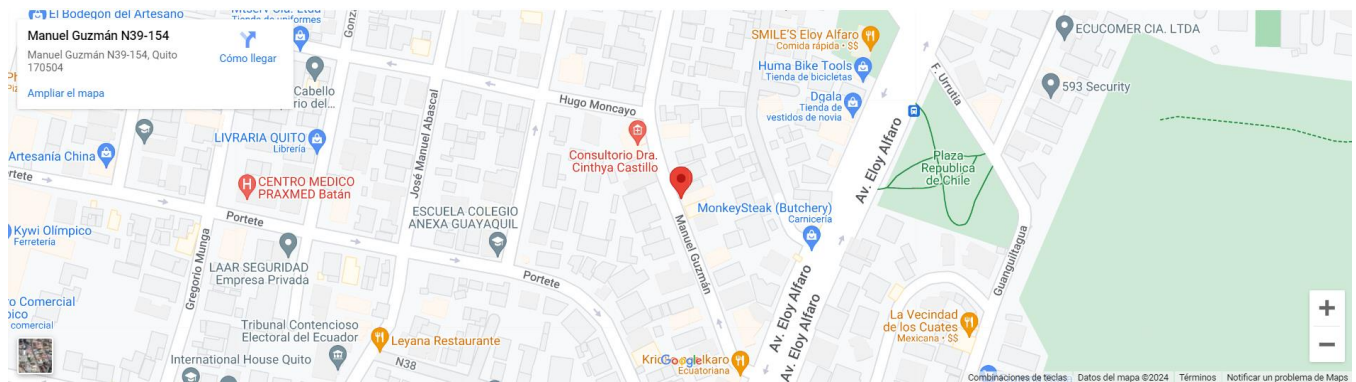 El Bodegon del Artesano
Tienda de uniformes
Manuel Guzmán N39-154
Manuel Guzmán N39-154, Quito
170504
Cómo llegar
Ampliar el mapa
SMILE'S Eloy Alfaro
Comida rápida • $$
ECUCOMER CIA. LTDA
Huma Bike Tools
Tienda de bicicletas
593 Security
F. Urrutia
Dgala
Tienda de
vestidos de novia
Cabello
Hugo Moncayo
José Manuel Abascal
LIVRARIA QUITO
Librería
Artesanía China
Consultorio Dra.
Cinthya Castillo
Av. Eloy Alfaro
Plaza
Republica
de Chile
CENTRO MEDICO
PRAXMED Batán
Portete
ESCUELA COLEGIO
ANEXA GUAYAQUIL
MonkeySteak (Butchery)
Carnicería
Kywi Olímpico
Ferretería
Gregorio Munga
Manuel Guzmán
Guanguiltagua
LAAR SEGURIDAD
Empresa Privada
Portete
Av. Eloy Alfaro
Av. Eloy Alfaro
La Vecindad
de los Cuates
Mexicana • $$
Tribunal Contencioso
Electoral del Ecuador
Leyana Restaurante
N38
International House Quito
Google
Ecuatoriana
Combinaciones de teclas
Datos del mapa ©2024
Términos
Notificar un problema de Maps